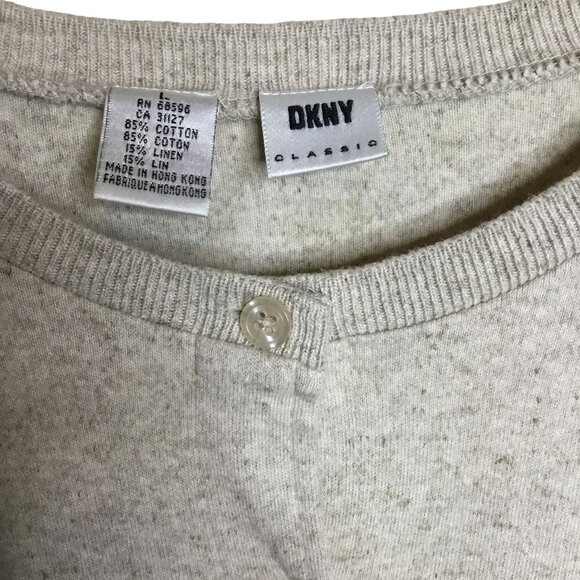 L
RN 68596
CA 31127
85% COTTON
85% COTON
15% LINEN
15% LIN
MADE IN HONG KONG
FABRIQUE A HONG KONG
DKNY
CLASSIC